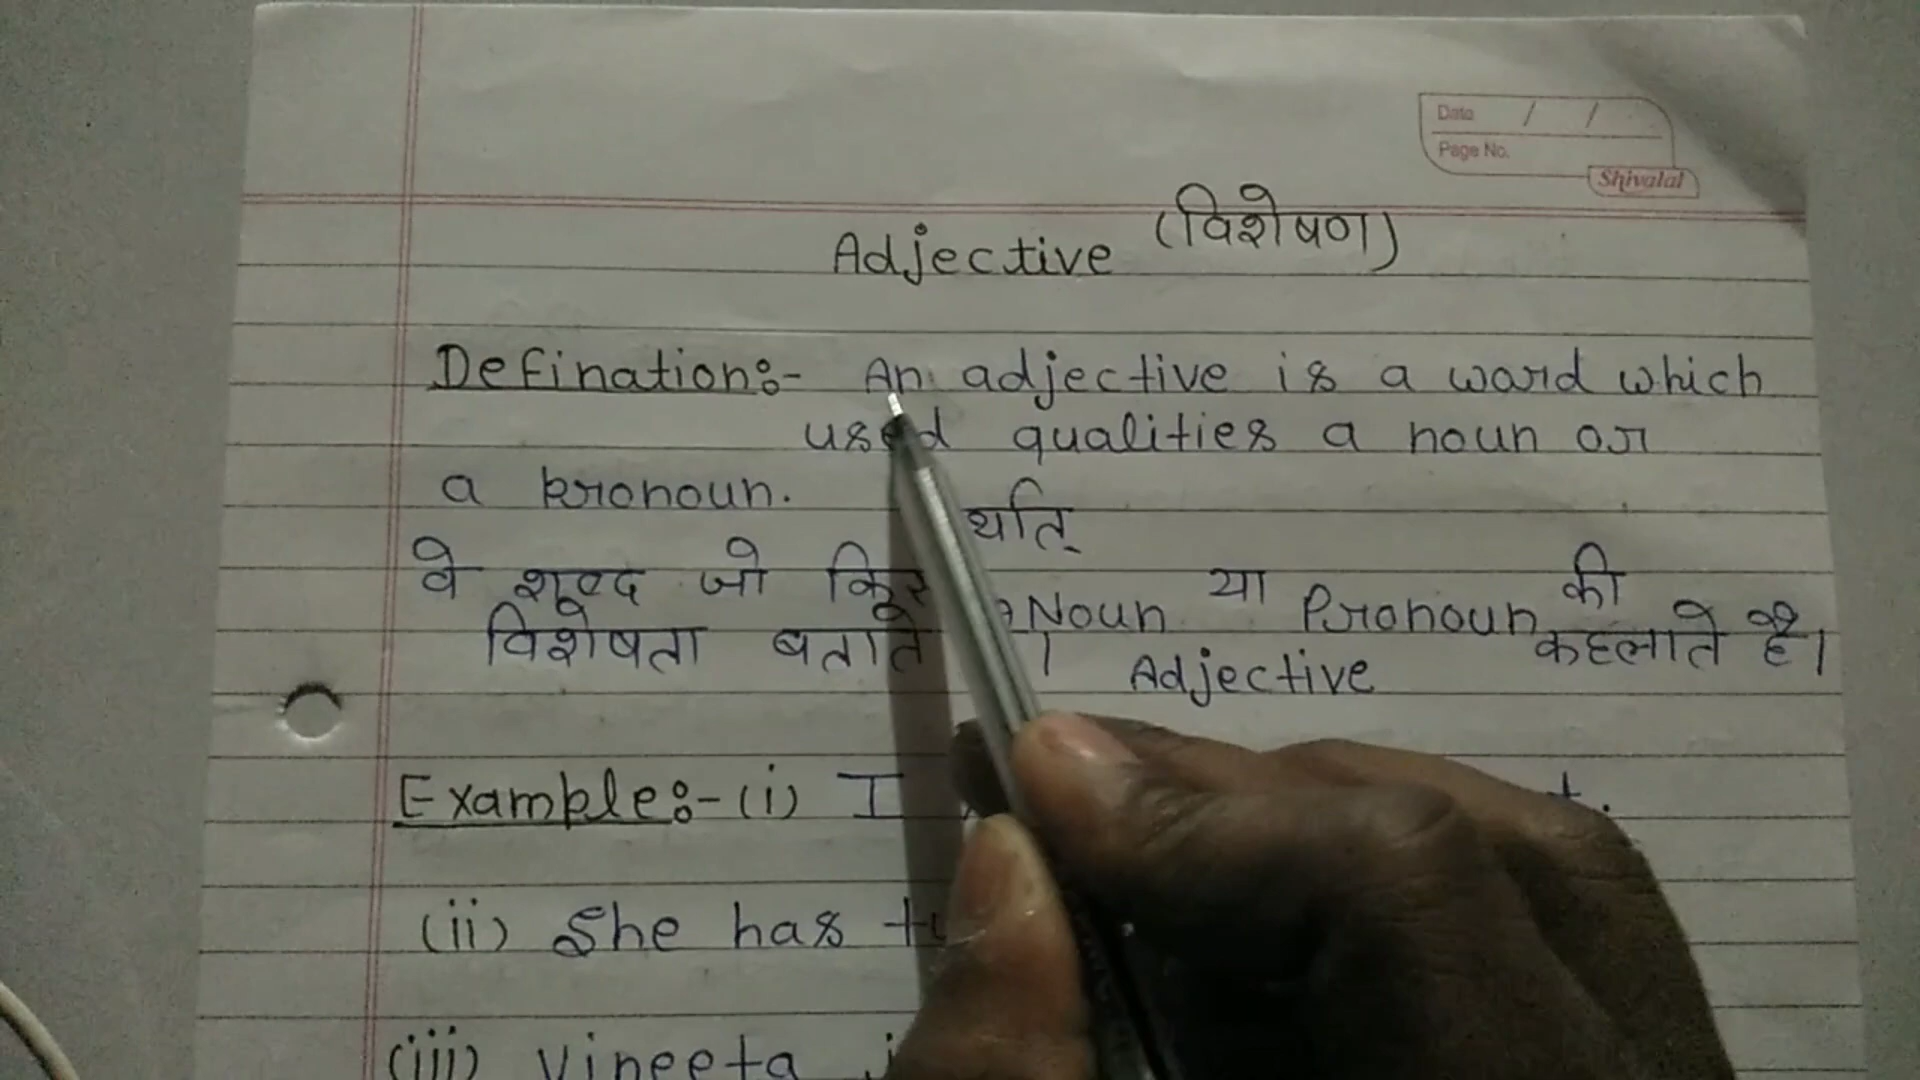 Date / /
Page No.
Shivalal
Adjective (विशेषण)
Defination:- An adjective is a word which
used qualities a noun or
a pronoun.
वे शब्द जो Noun या Pronoun की
विशेषता बताते । Adjective कहलाते है।
Example:- (i) I
(ii) She has
(iii) Vineeta